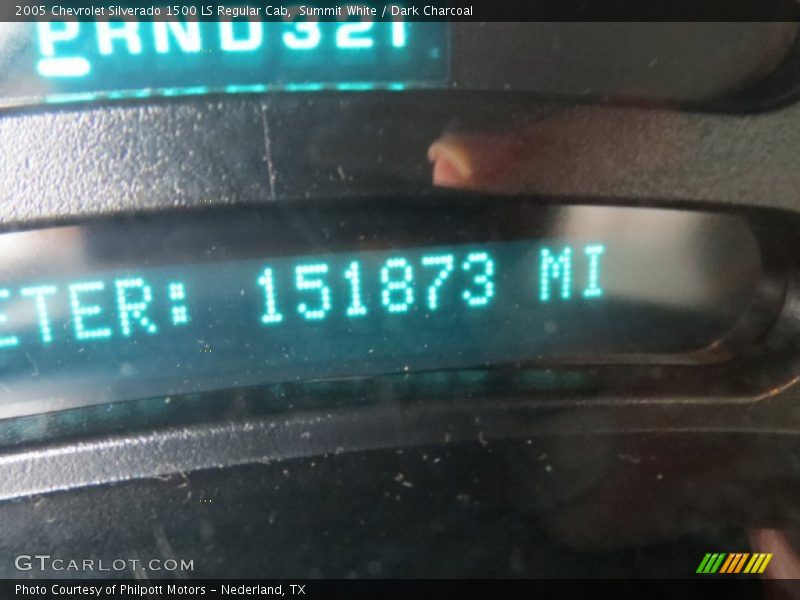 2005 Chevrolet Silverado 1500 LS Regular Cab, Summit White / Dark Charcoal
PRND321
ETER: 151873 MI
GTCARLOT.COM
Photo Courtesy of Philpott Motors - Nederland, TX